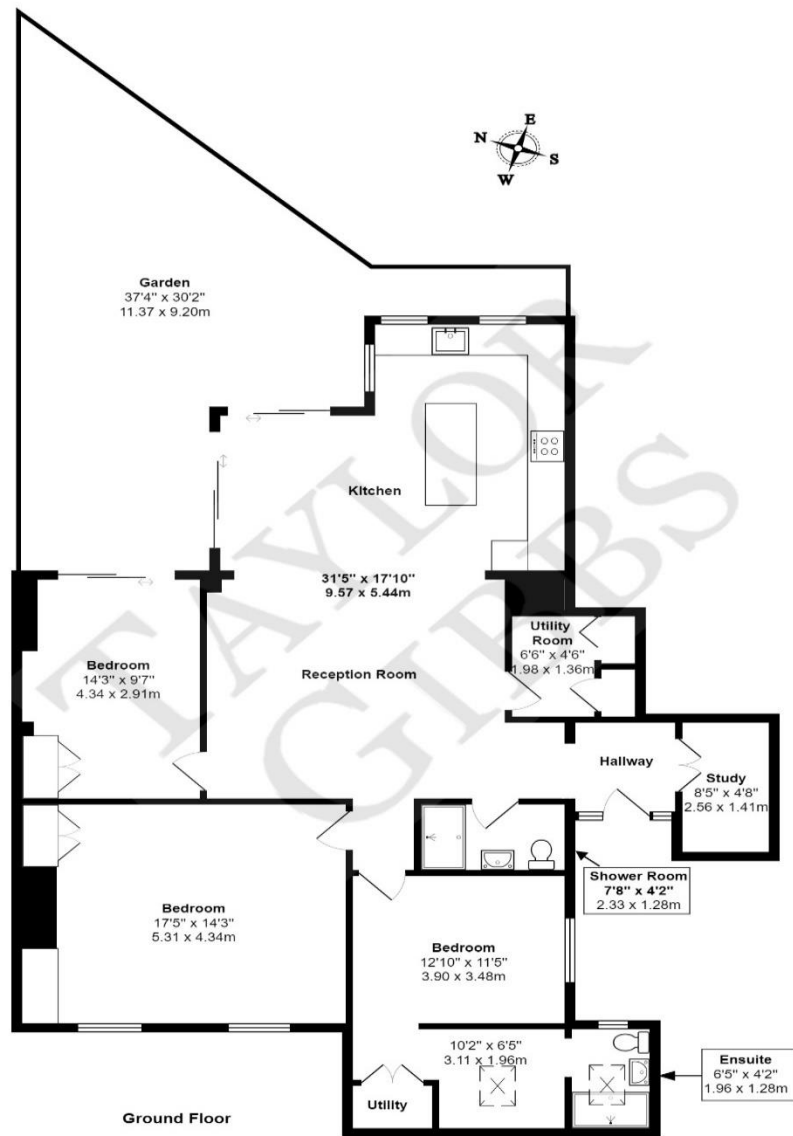 E
N
S
W
Garden
37'4" x 30'2"
11.37 x 9.20m
Kitchen
31'5" x 17'10"
9.57 x 5.44m
Reception Room
Utility
Room
6'6" x 4'6"
1.98 x 1.36m
Bedroom
14'3" x 9'7"
4.34 x 2.91m
Hallway
Study
8'5" x 4'8"
2.56 x 1.41m
Shower Room
7'8" x 4'2"
2.33 x 1.28m
Bedroom
17'5" x 14'3"
5.31 x 4.34m
Bedroom
12'10" x 11'5"
3.90 x 3.48m
10'2" x 6'5"
3.11 x 1.96m
Ensuite
6'5" x 4'2"
1.96 x 1.28m
Utility
Ground Floor
TAYLOR
GIBBS